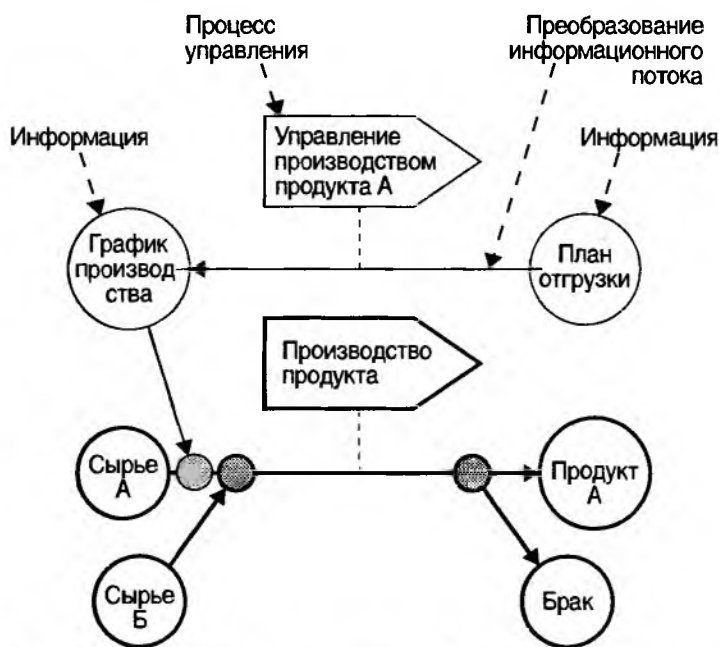 Процесс
управления
Преобразование
информационного
потока
Информация
Управление
производством
продукта А
Информация
График
производ
ства
План
отгрузки
Производство
продукта
Сырье
А
Продукт
А
Сырье
Б
Брак